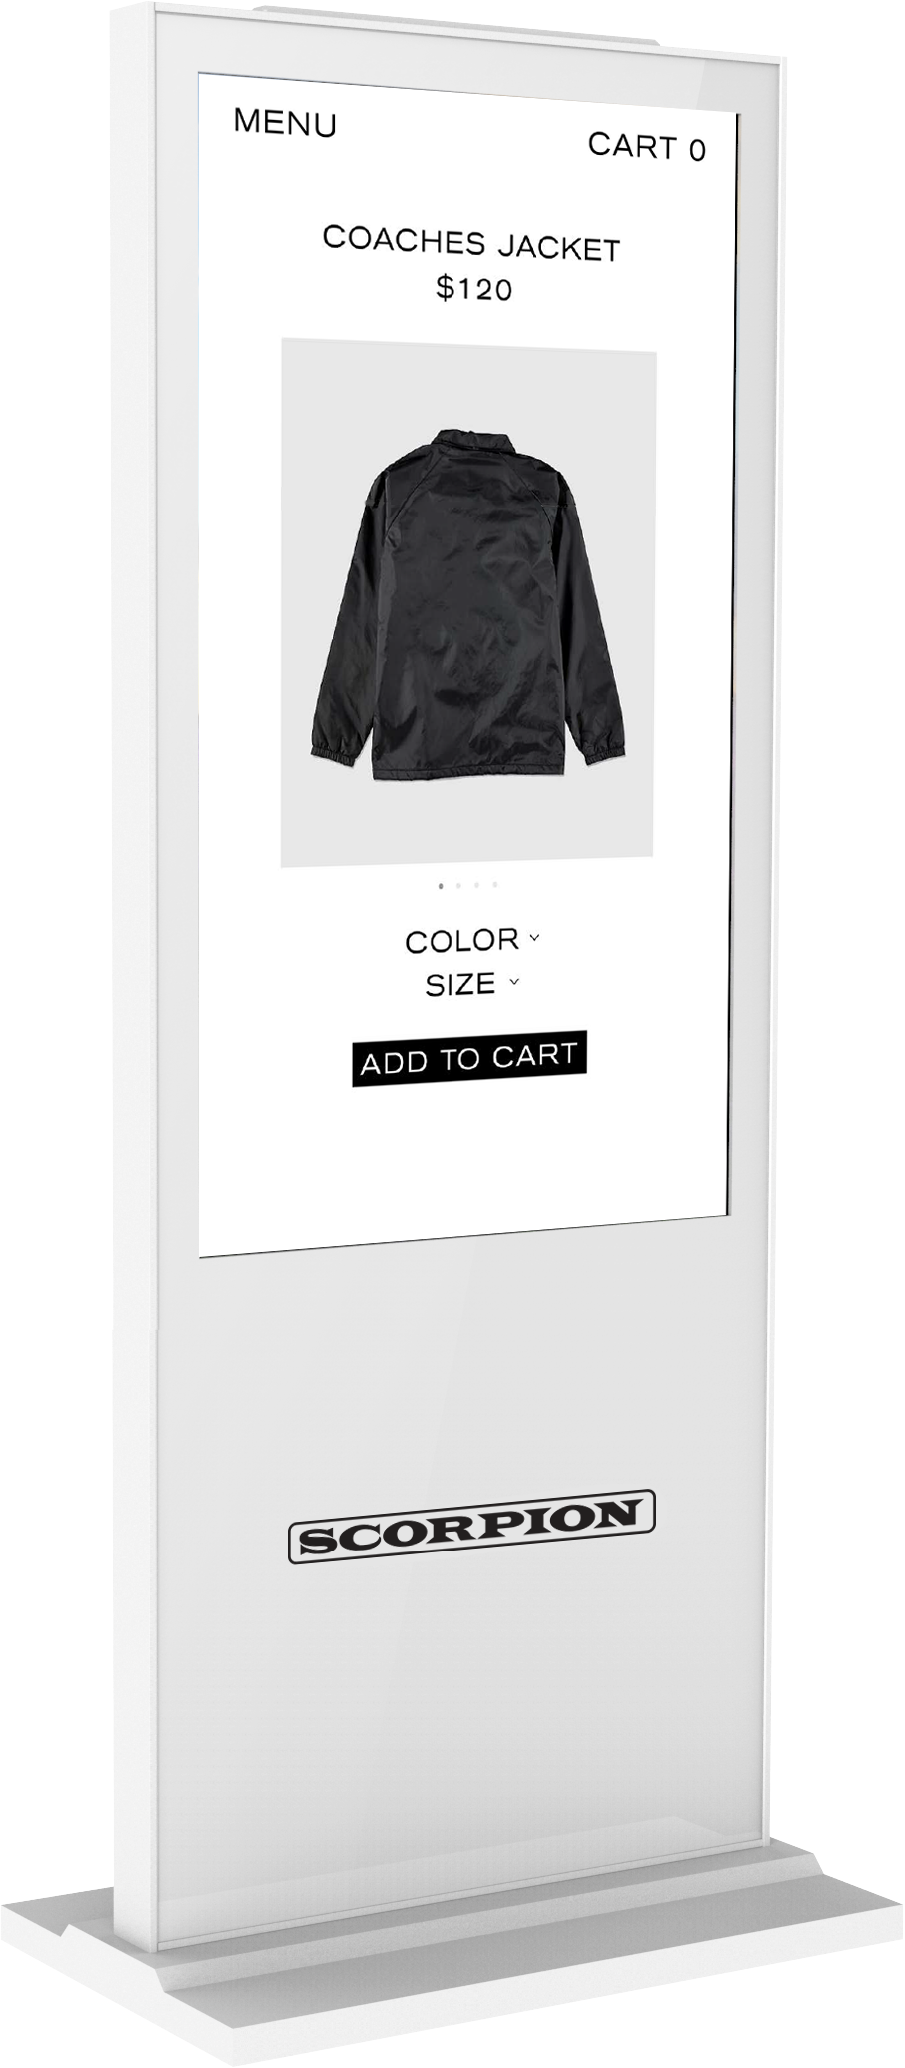 MENU
CART 0
COACHES JACKET
$120
COLOR
SIZE
ADD TO CART
SCORPION